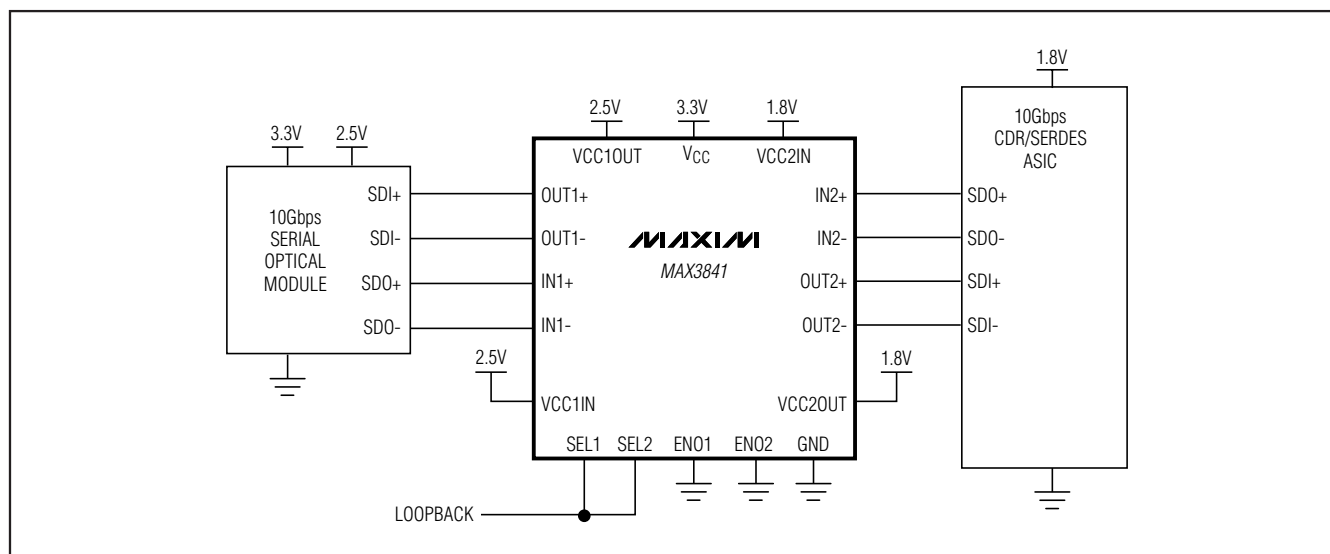 1.8V
10Gbps
CDR/SERDES
ASIC
2.5V
3.3V
1.8V
3.3V
2.5V
VCC1OUT
VCC
VCC2IN
SDI+
OUT1+
IN2+
SDO+
10Gbps
SERIAL
OPTICAL
MODULE
SDI-
OUT1-
MAXIM
MAX3841
IN2-
SDO-
SDO+
IN1+
OUT2+
SDI+
SDO-
IN1-
OUT2-
SDI-
2.5V
1.8V
VCC1IN
VCC2OUT
SEL1
SEL2
ENO1
ENO2
GND
LOOPBACK